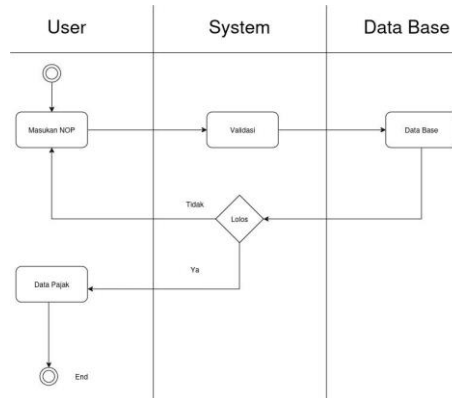 User
System
Data Base
Masukan NOP
Validasi
Data Base
Tidak
Lolos
Ya
Data Pajak
End